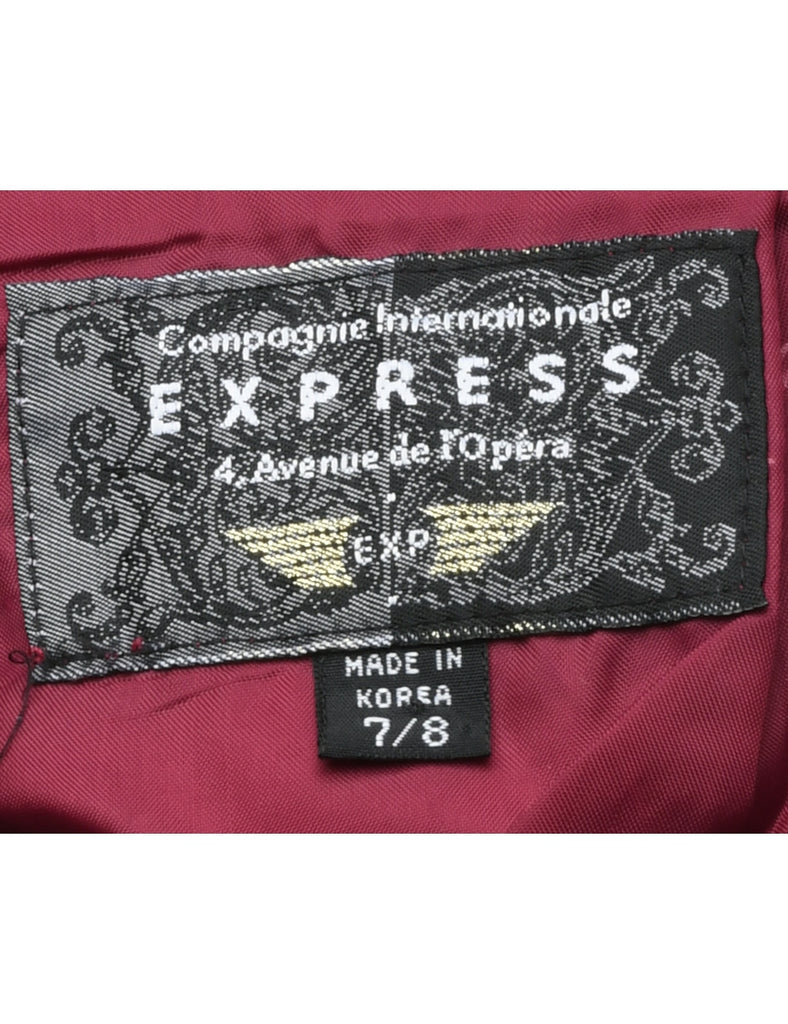 Compagnie Internationale
EXPRESS
4, Avenue de l'Opéra
EXP
MADE IN
KOREA
7/8